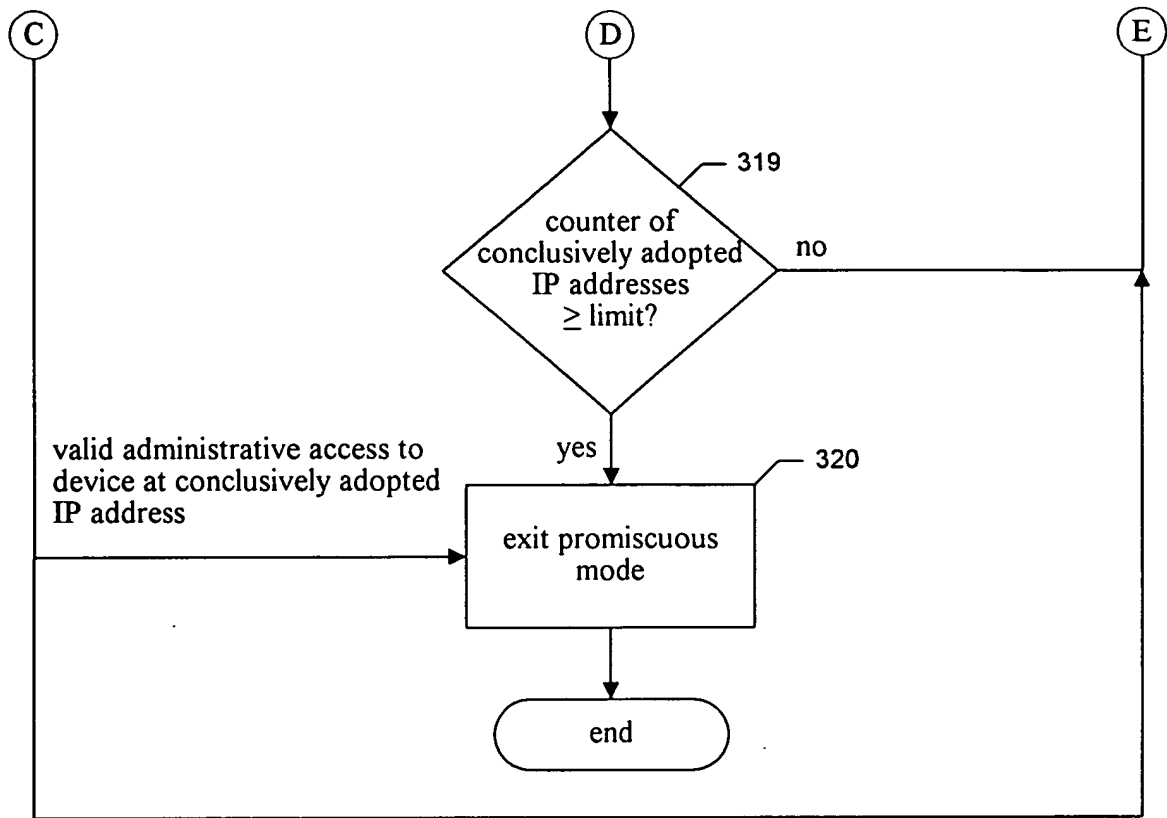 C
D
E
319
counter of
conclusively adopted
IP addresses
≥ limit?
no
yes
valid administrative access to
device at conclusively adopted
IP address
320
exit promiscuous
mode
end